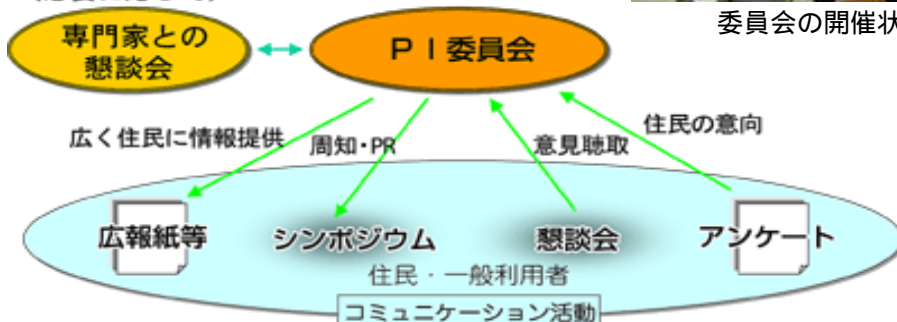 委員会の開催状
専門家との
懇談会
ＰＩ委員会
広く住民に情報提供
周知・PR
意見聴取
住民の意向
広報紙等
シンポジウム
懇談会
アンケート
住民・一般利用者
コミュニケーション活動